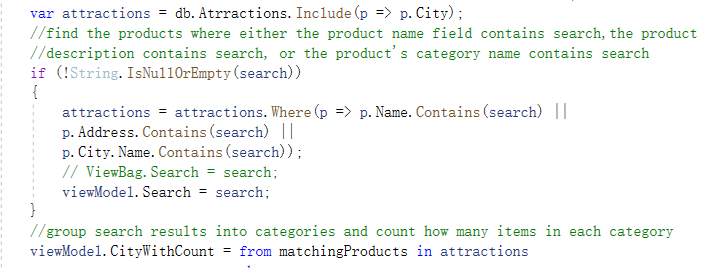 var attractions = db.Atrractions.Include(p => p.City);
//find the products where either the product name field contains search,the product
//description contains search, or the product's category name contains search
if (!String.IsNullOrEmpty(search))
{
attractions = attractions.Where(p => p.Name.Contains(search) ||
p.Address.Contains(search) ||
p.City.Name.Contains(search));
// ViewBag.Search = search;
viewModel.Search = search;
}
//group search results into categories and count how many items in each category
viewModel.CityWithCount = from matchingProducts in attractions